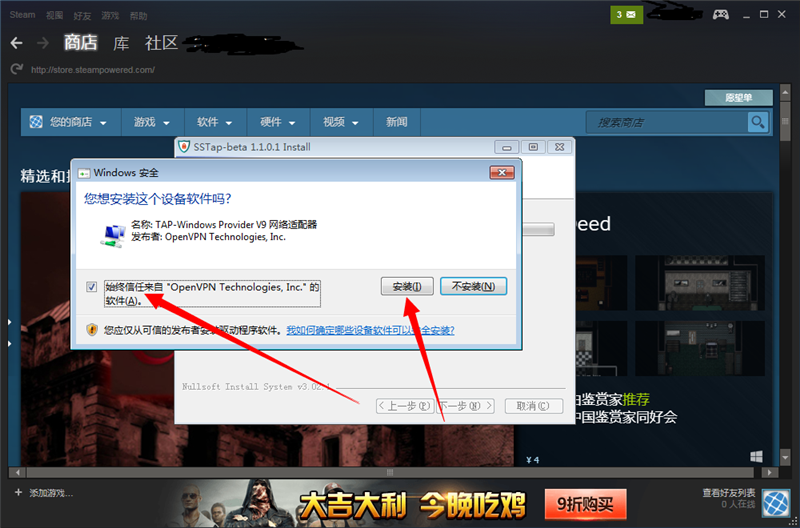 Steam 视图 好友 游戏 帮助
3
商店 库 社区
http://store.steampowered.com/
愿望单
您的商店 游戏 软件 硬件 视频 新闻
搜索商店
SSTap-beta 1.1.0.1 Install
精选和
Windows 安全
您想安装这个设备软件吗?
名称: TAP-Windows Provider V9 网络适配器
发布者: OpenVPN Technologies, Inc.
eed
始终信任来自 "OpenVPN Technologies, Inc." 的
软件(A)。
安装(I) 不安装(N)
您应仅从可信的发布者安装驱动程序软件。 我如何确定哪些设备软件可以安全安装?
Nullsoft Install System v3.02.1
鉴赏家推荐
中国鉴赏家同好会
< 上一步(P) 下一步(N) > 取消(C)
¥ 4
添加游戏...
大吉大利 今晚吃鸡
9折购买
查看好友列表
0 人在线